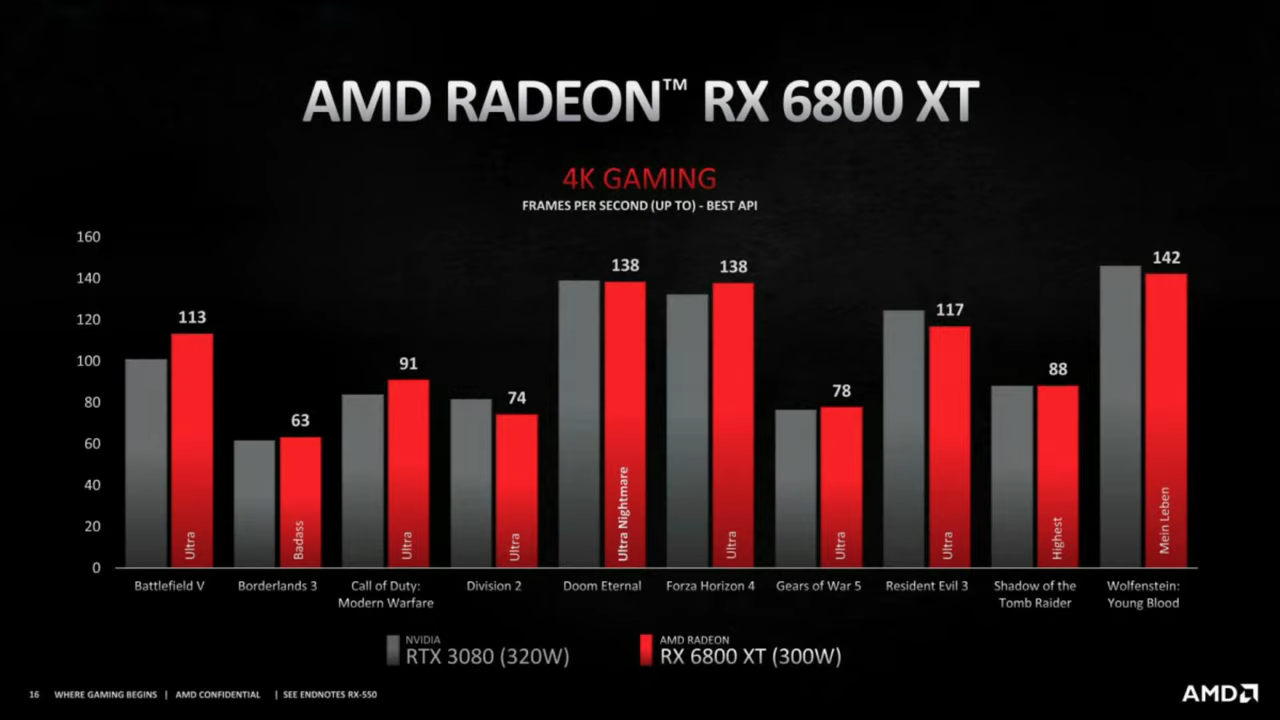 AMD RADEON™ RX 6800 XT
4K GAMING
FRAMES PER SECOND (UP TO) - BEST API
160
140
120
100
80
60
40
20
0
113
63
91
74
138
138
78
117
88
142
Ultra
Badass
Ultra
Ultra
Ultra Nightmare
Ultra
Ultra
Ultra
Highest
Mein Leben
Battlefield V
Borderlands 3
Call of Duty:
Modern Warfare
Division 2
Doom Eternal
Forza Horizon 4
Gears of War 5
Resident Evil 3
Shadow of the
Tomb Raider
Wolfenstein:
Young Blood
NVIDIA
RTX 3080 (320W)
AMD RADEON
RX 6800 XT (300W)
16 WHERE GAMING BEGINS | AMD CONFIDENTIAL | SEE ENDNOTES RX-550
AMD